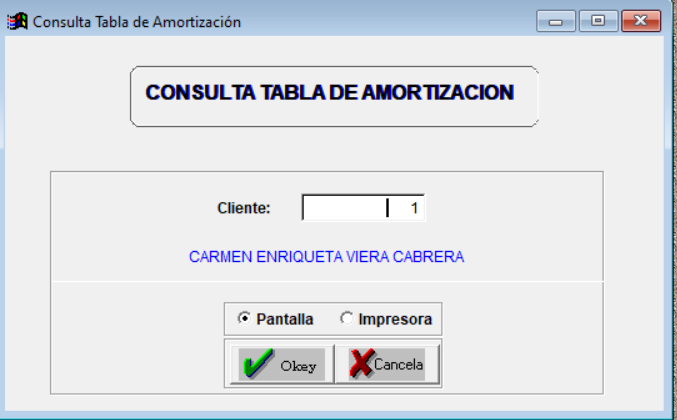 Consulta Tabla de Amortización
CONSULTA TABLA DE AMORTIZACION
Cliente: 1
CARMEN ENRIQUETA VIERA CABRERA
Pantalla Impresora
Okey Cancela